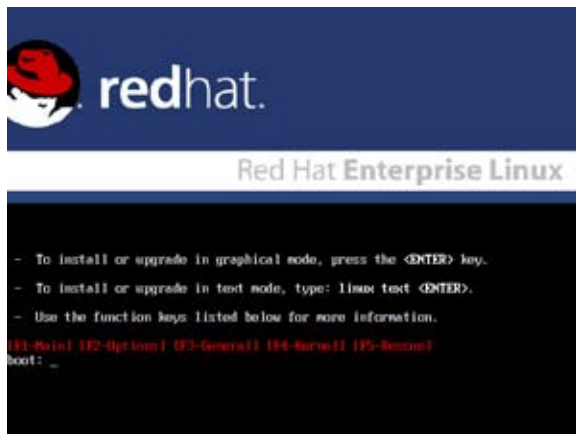 redhat.
Red Hat Enterprise Linux
- To install or upgrade in graphical mode, press the <ENTER> key.
- To install or upgrade in text mode, type: linux text <ENTER>.
- Use the function keys listed below for more information.
[F1-Main] [F2-Options] [F3-General] [F4-Kernel] [F5-Rescue]
boot: _